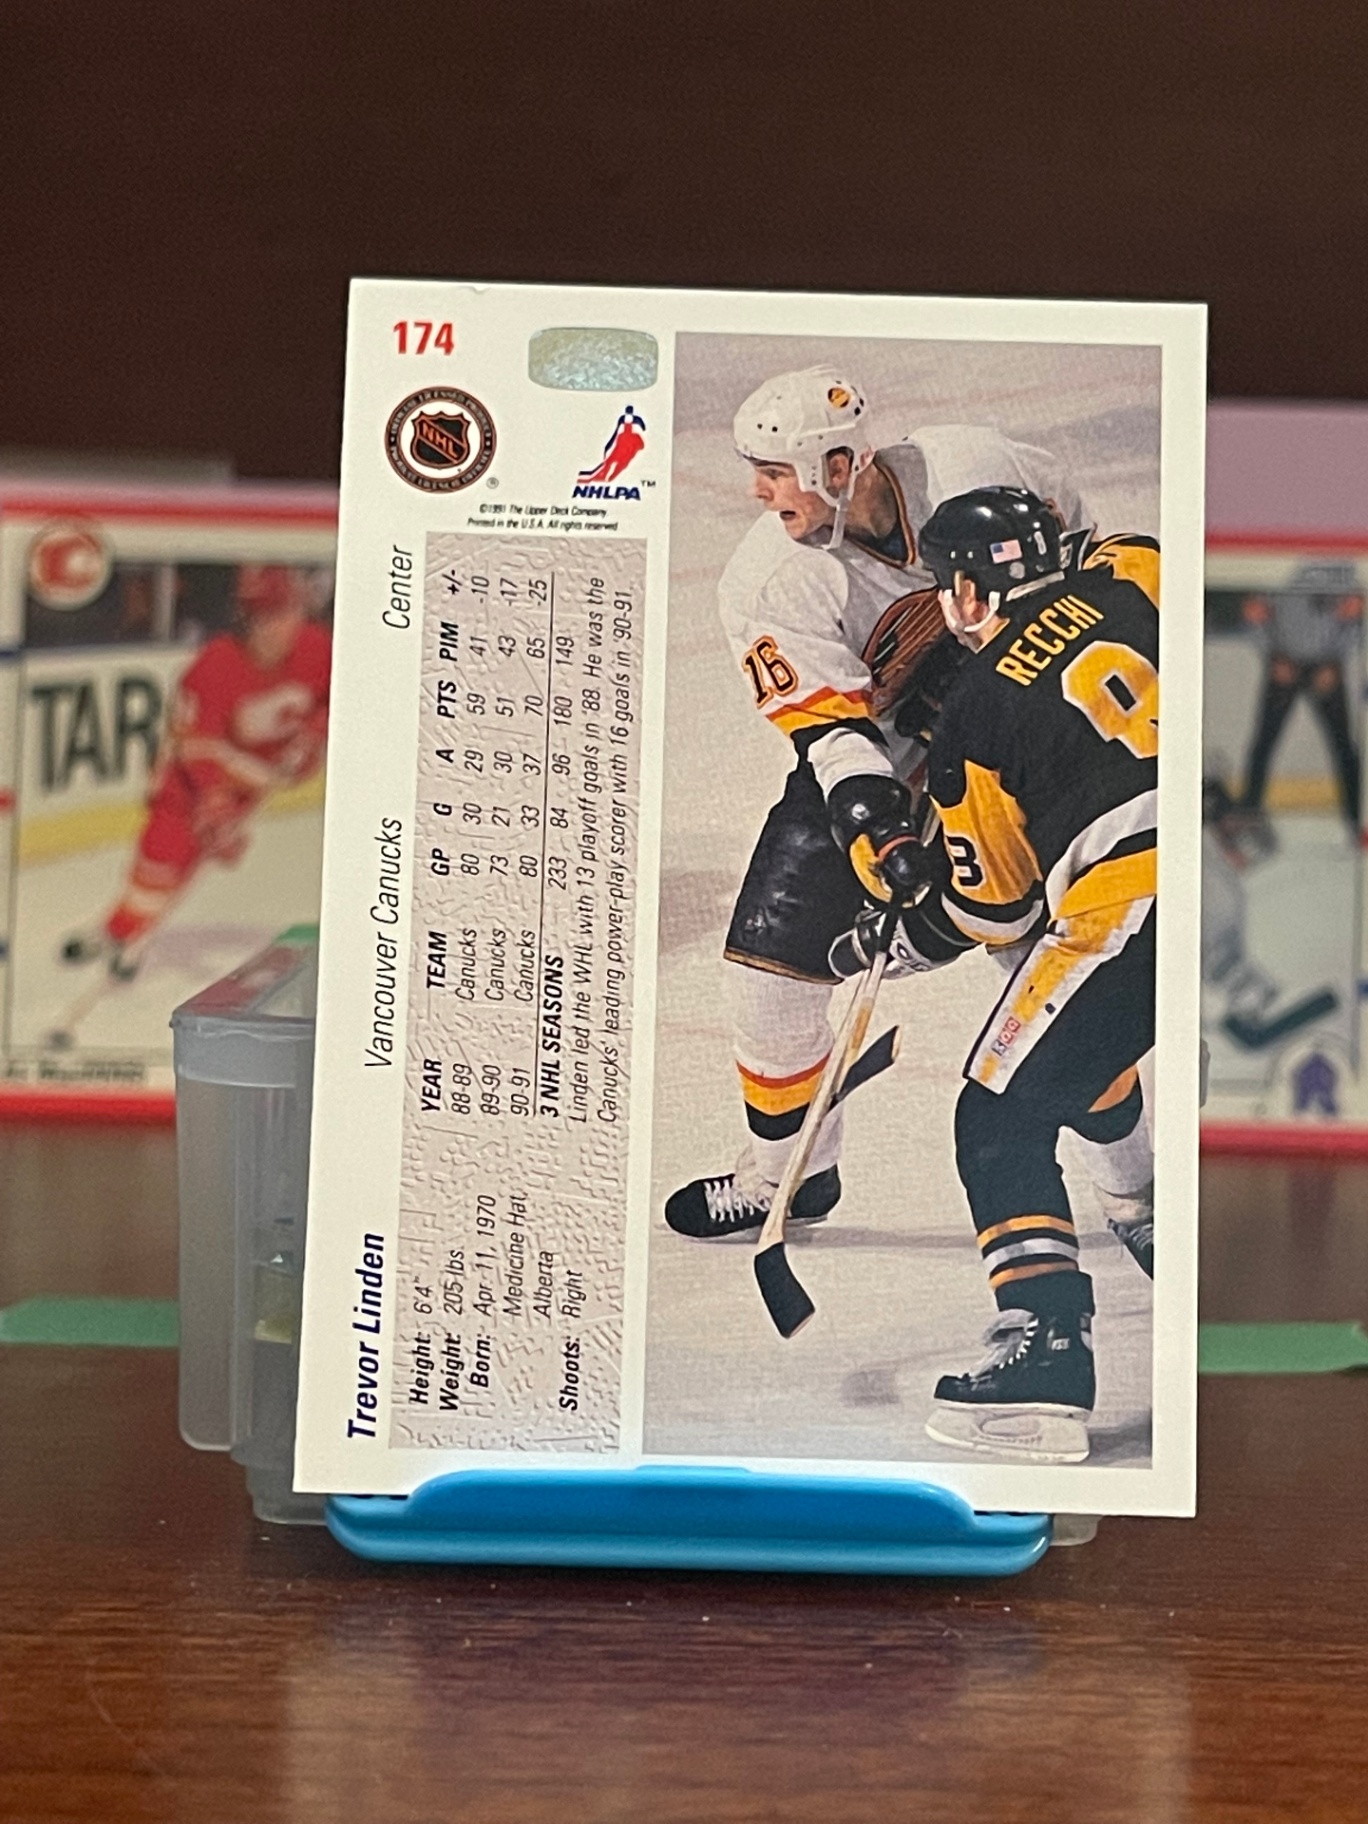 174
NHL
®
NHLPA™
©1991 The Upper Deck Company
Printed in the U.S.A. All rights reserved
Trevor Linden Vancouver Canucks Center
Height: 6'4"
Weight: 205 lbs.
Born: Apr. 11, 1970
Medicine Hat,
Alberta
Shoots: Right
YEAR TEAM GP G A PTS PIM +/-
88-89 Canucks 80 30 29 59 41 -10
89-90 Canucks 73 21 30 51 43 -17
90-91 Canucks 80 33 37 70 65 -25
3 NHL SEASONS 233 84 96 180 149
Linden led the WHL with 13 playoff goals in '88. He was the
Canucks' leading power-play scorer with 16 goals in '90-91.
16
RECCHI
8
8
8
TAR